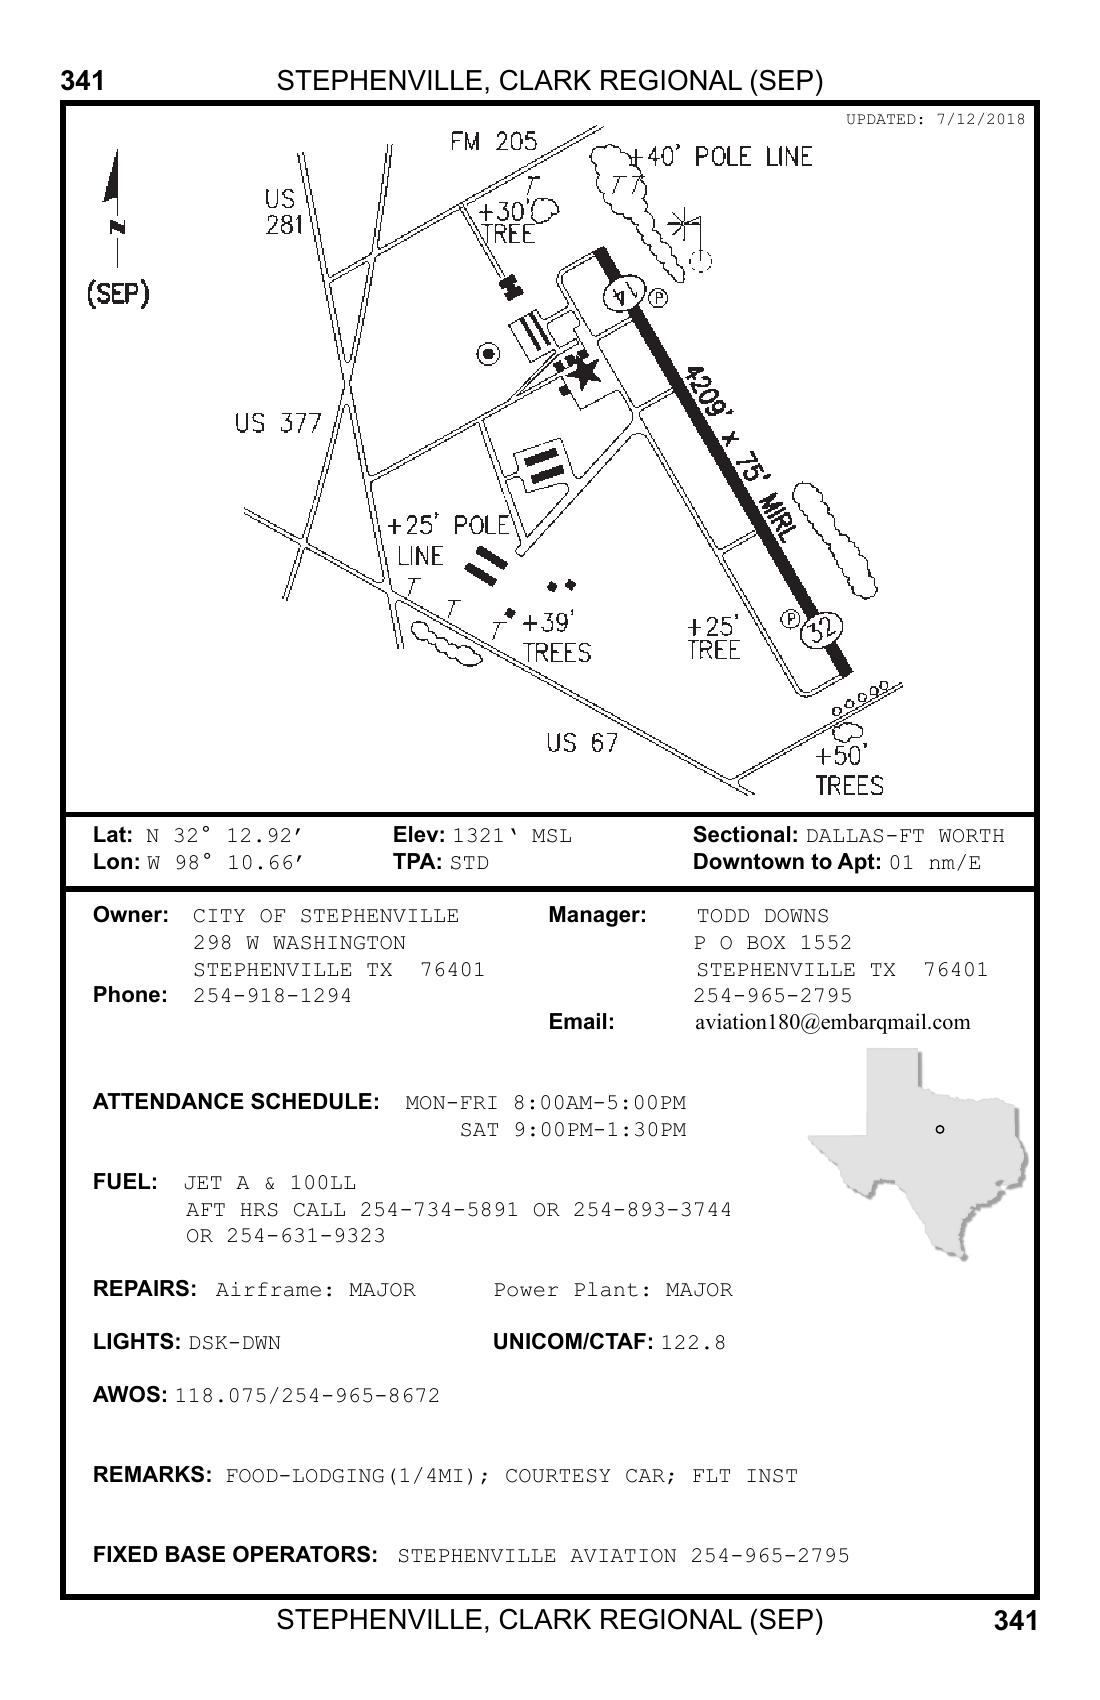 341 STEPHENVILLE, CLARK REGIONAL (SEP)
UPDATED: 7/12/2018
FM 205
+40' POLE LINE
US
281
+30'
TREE
N
(SEP)
14
P
4209' x 75' MIRL
US 377
+25' POLE
LINE
P
32
+39'
TREES
+25'
TREE
US 67
+50'
TREES
Lat: N 32° 12.92′ Elev: 1321‘ MSL Sectional: DALLAS-FT WORTH
Lon: W 98° 10.66′ TPA: STD Downtown to Apt: 01 nm/E
Owner: CITY OF STEPHENVILLE Manager: TODD DOWNS
298 W WASHINGTON P O BOX 1552
STEPHENVILLE TX 76401 STEPHENVILLE TX 76401
Phone: 254-918-1294 254-965-2795
Email: aviation180@embarqmail.com
ATTENDANCE SCHEDULE: MON-FRI 8:00AM-5:00PM
SAT 9:00PM-1:30PM
FUEL: JET A & 100LL
AFT HRS CALL 254-734-5891 OR 254-893-3744
OR 254-631-9323
REPAIRS: Airframe: MAJOR Power Plant: MAJOR
LIGHTS: DSK-DWN UNICOM/CTAF: 122.8
AWOS: 118.075/254-965-8672
REMARKS: FOOD-LODGING(1/4MI); COURTESY CAR; FLT INST
FIXED BASE OPERATORS: STEPHENVILLE AVIATION 254-965-2795
STEPHENVILLE, CLARK REGIONAL (SEP) 341